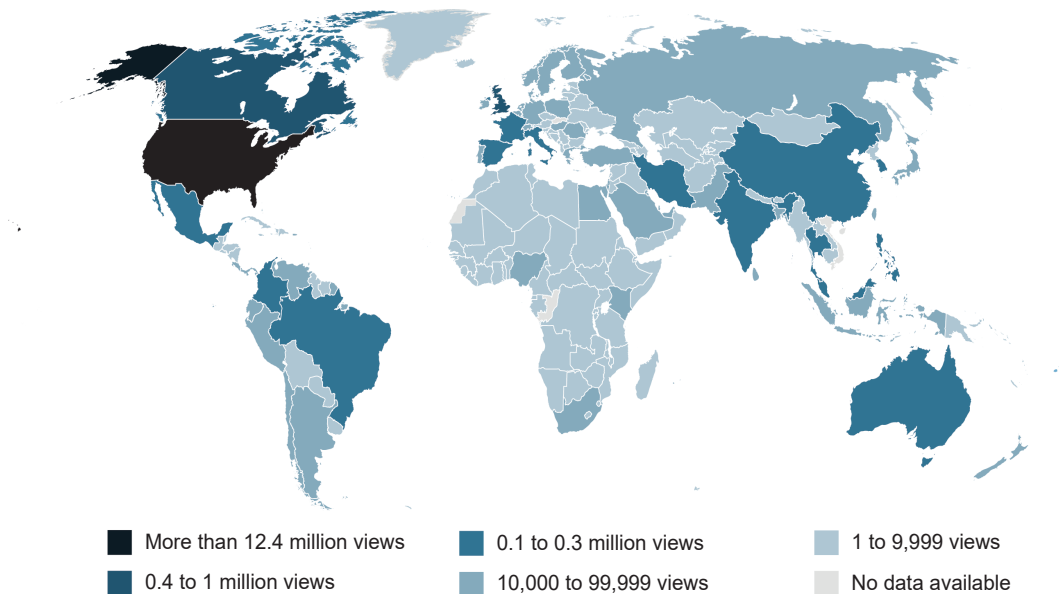 More than 12.4 million views
0.4 to 1 million views
0.1 to 0.3 million views
10,000 to 99,999 views
1 to 9,999 views
No data available